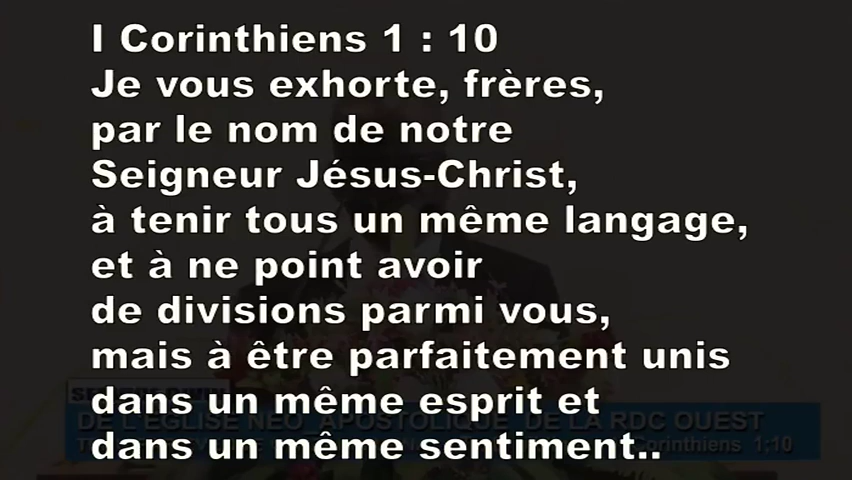 I Corinthiens 1 : 10
Je vous exhorte, frères,
par le nom de notre
Seigneur Jésus-Christ,
à tenir tous un même langage,
et à ne point avoir
de divisions parmi vous,
mais à être parfaitement unis
dans un même esprit et
dans un même sentiment..
DE L'EGLISE NEO APOSTOLIQUE DE LA RDC OUEST
Corinthiens 1;10